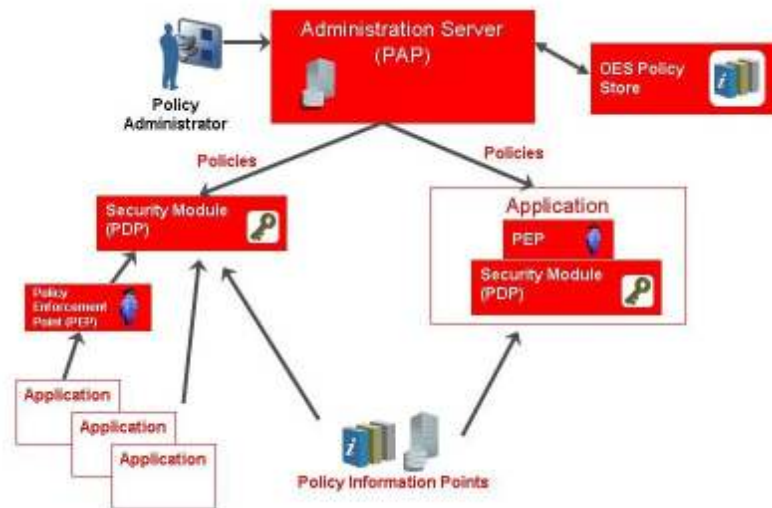 Administration Server
(PAP)
OES Policy
Store
Policy
Administrator
Policies
Policies
Security Module
(PDP)
Application
PEP
Security Module
(PDP)
Policy
Enforcement
Point (PEP)
Application
Application
Application
Policy Information Points